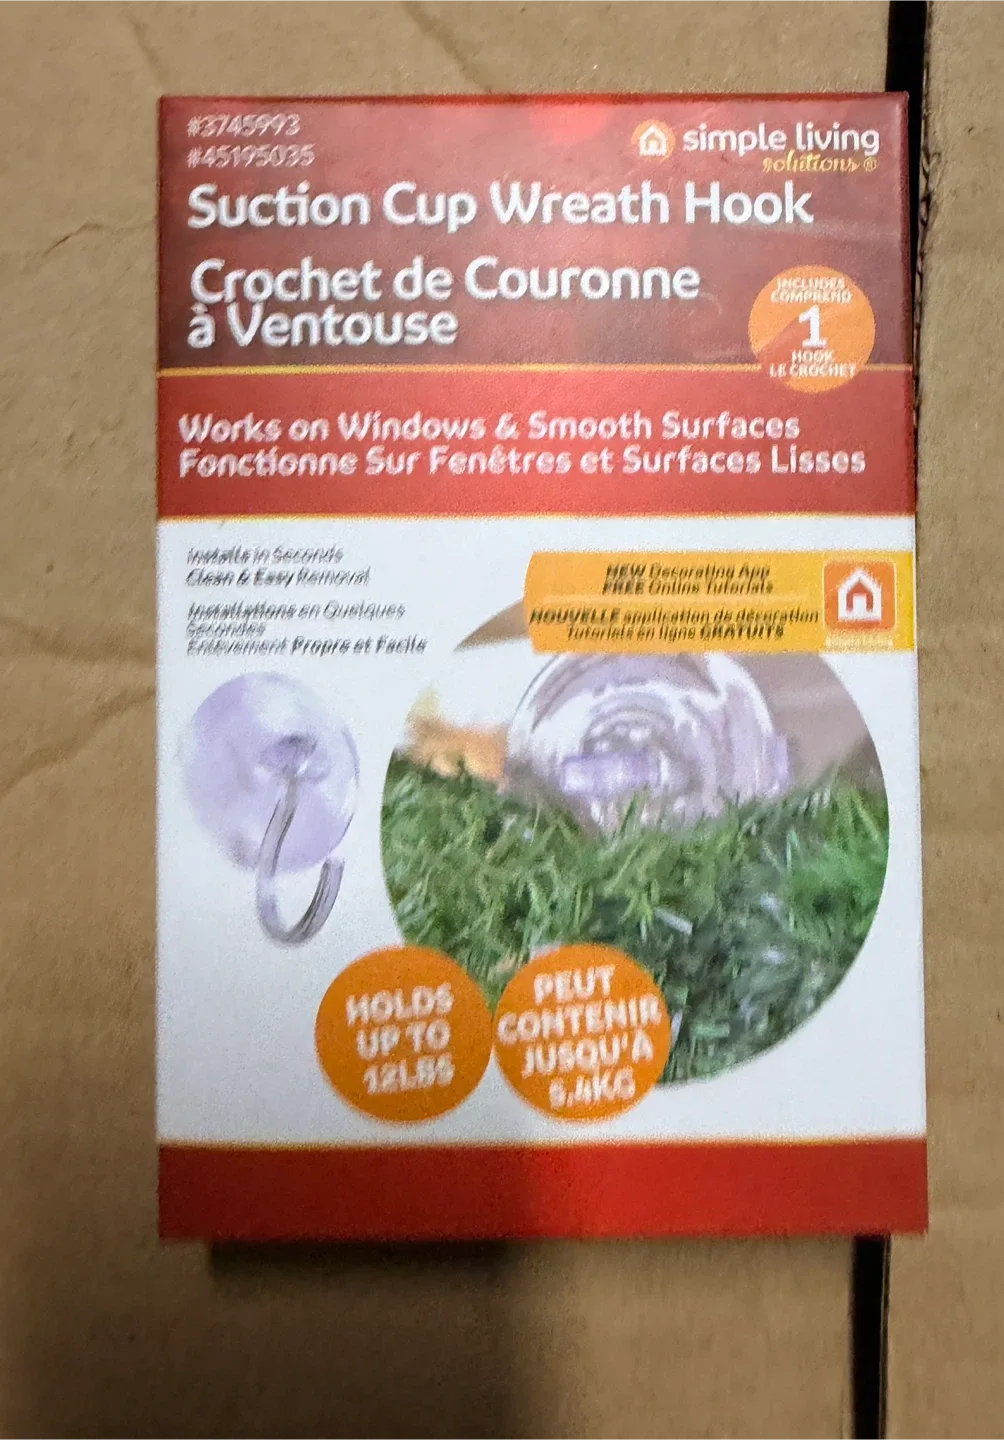 #3745993
#45195035
simple living
solutions ®
Suction Cup Wreath Hook
Crochet de Couronne
à Ventouse
INCLUDES
COMPREND
1
HOOK
LE CROCHET
Works on Windows & Smooth Surfaces
Fonctionne Sur Fenêtres et Surfaces Lisses
Installs in Seconds
Clean & Easy Removal
Installations en Quelques
Secondes
Enlèvement Propre et Facile
NEW Decorating App
FREE Online Tutorials
NOUVELLE application de décoration
Tutoriels en ligne GRATUITS
HOLDS
UP TO
12LBS
PEUT
CONTENIR
JUSQU'À
5,4KG